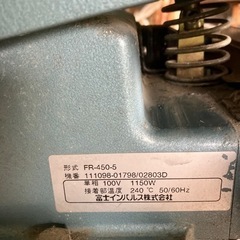 形式 FR-450-5
機番 111098-01798/02803D
単相 100V 1150W
接着部温度 240℃ 50/60Hz
富士インパルス株式会社